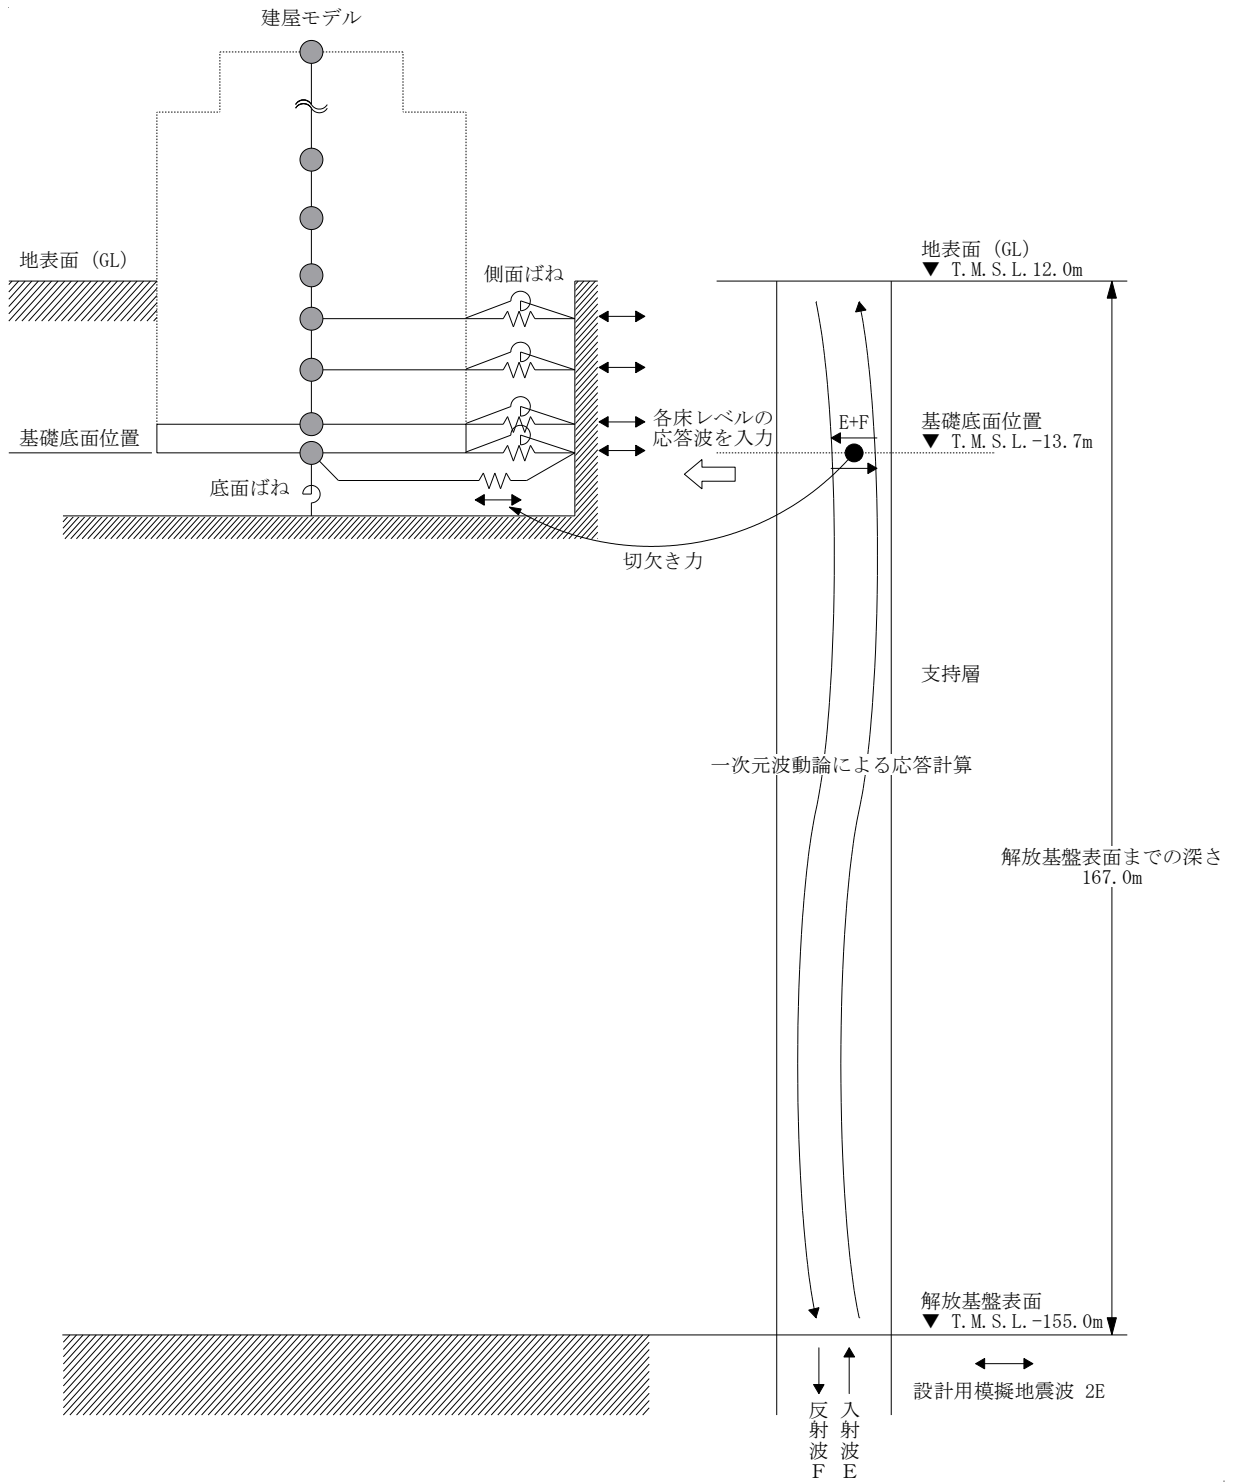 建屋モデル
地表面（GL）
側面ばね
地表面（GL）
▼ T.M.S.L.12.0m
各床レベルの
応答波を入力
E+F
基礎底面位置
▼ T.M.S.L.-13.7m
基礎底面位置
底面ばね
切欠き力
支持層
一次元波動論による応答計算
解放基盤表面までの深さ
167.0m
解放基盤表面
▼ T.M.S.L.-155.0m
設計用模擬地震波 2E
反射波F
入射波E